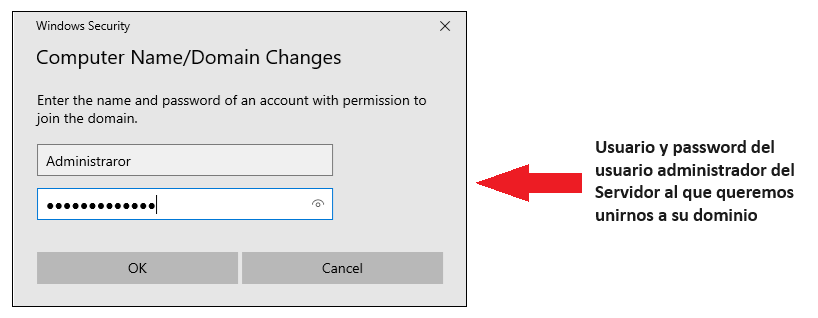 Windows Security
Computer Name/Domain Changes
Enter the name and password of an account with permission to
join the domain.
Administraror
●●●●●●●●●●●●●
OK
Cancel
Usuario y password del
usuario administrador del
Servidor al que queremos
unirnos a su dominio